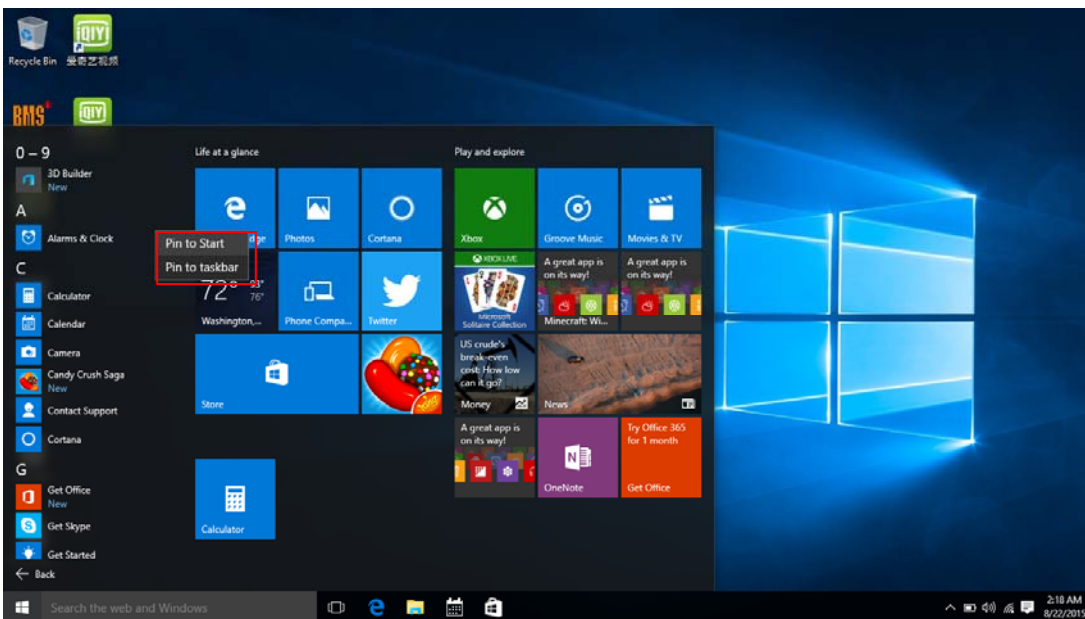 Recycle Bin
爱奇艺视频
iQIYI
BMS
iQIYI
0 – 9
3D Builder
New
A
Alarms & Clock
C
Calculator
Calendar
Camera
Candy Crush Saga
New
Contact Support
Cortana
G
Get Office
New
Get Skype
Get Started
Back
Pin to Start
Pin to taskbar
Life at a glance
dge
Photos
Cortana
72°
93°
76°
Washington,...
Phone Compa...
Twitter
Store
Calculator
Play and explore
Xbox
Groove Music
Movies & TV
XBOX LIVE
Microsoft
Solitaire Collection
A great app is
on its way!
Minecraft: Wi...
A great app is
on its way!
US crude's
break-even
cost: How low
can it go?
Money
News
A great app is
on its way!
N
OneNote
Try Office 365
for 1 month
Get Office
Search the web and Windows
2:18 AM
8/22/2015